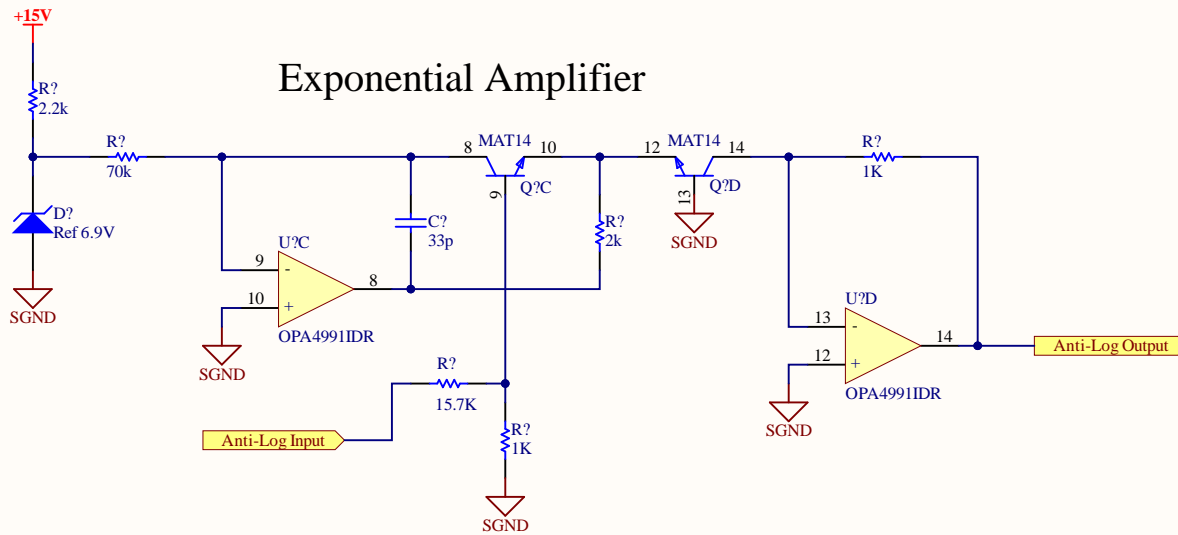 +15V
Exponential Amplifier
R?
2.2k
R?
70k
8
MAT14
10
12
MAT14
14
R?
1K
Q?C
9
Q?D
13
SGND
D?
Ref 6.9V
C?
33p
R?
2k
U?C
9
-
8
10
+
OPA4991IDR
SGND
SGND
U?D
13
-
14
12
+
OPA4991IDR
Anti-Log Output
SGND
R?
15.7K
Anti-Log Input
R?
1K
SGND